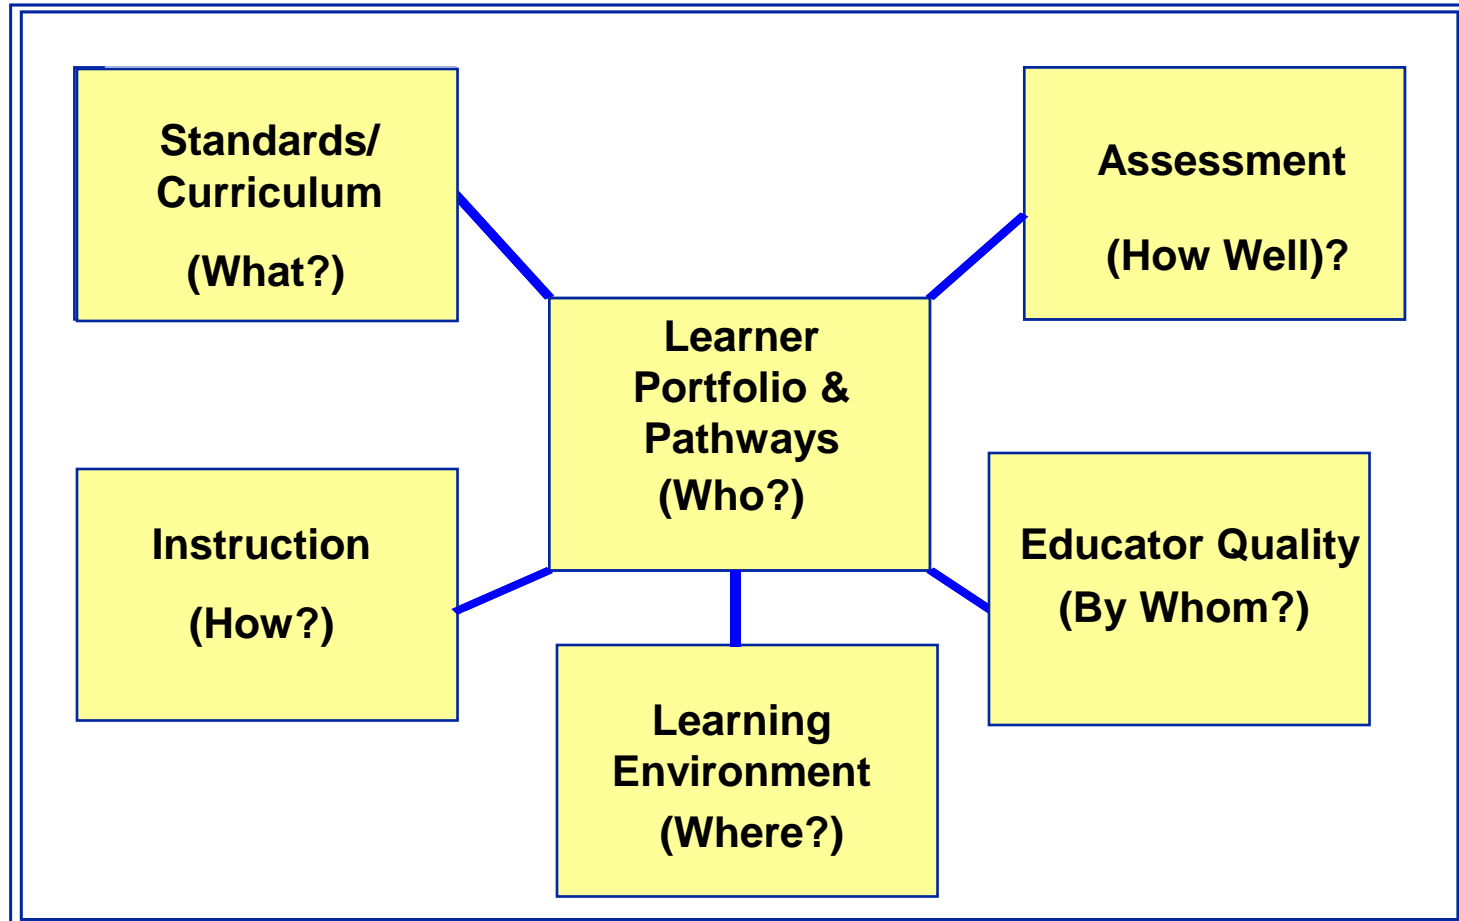 Standards/
Curriculum
(What?)
Assessment
(How Well)?
Learner
Portfolio &
Pathways
(Who?)
Instruction
(How?)
Educator Quality
(By Whom?)
Learning
Environment
(Where?)